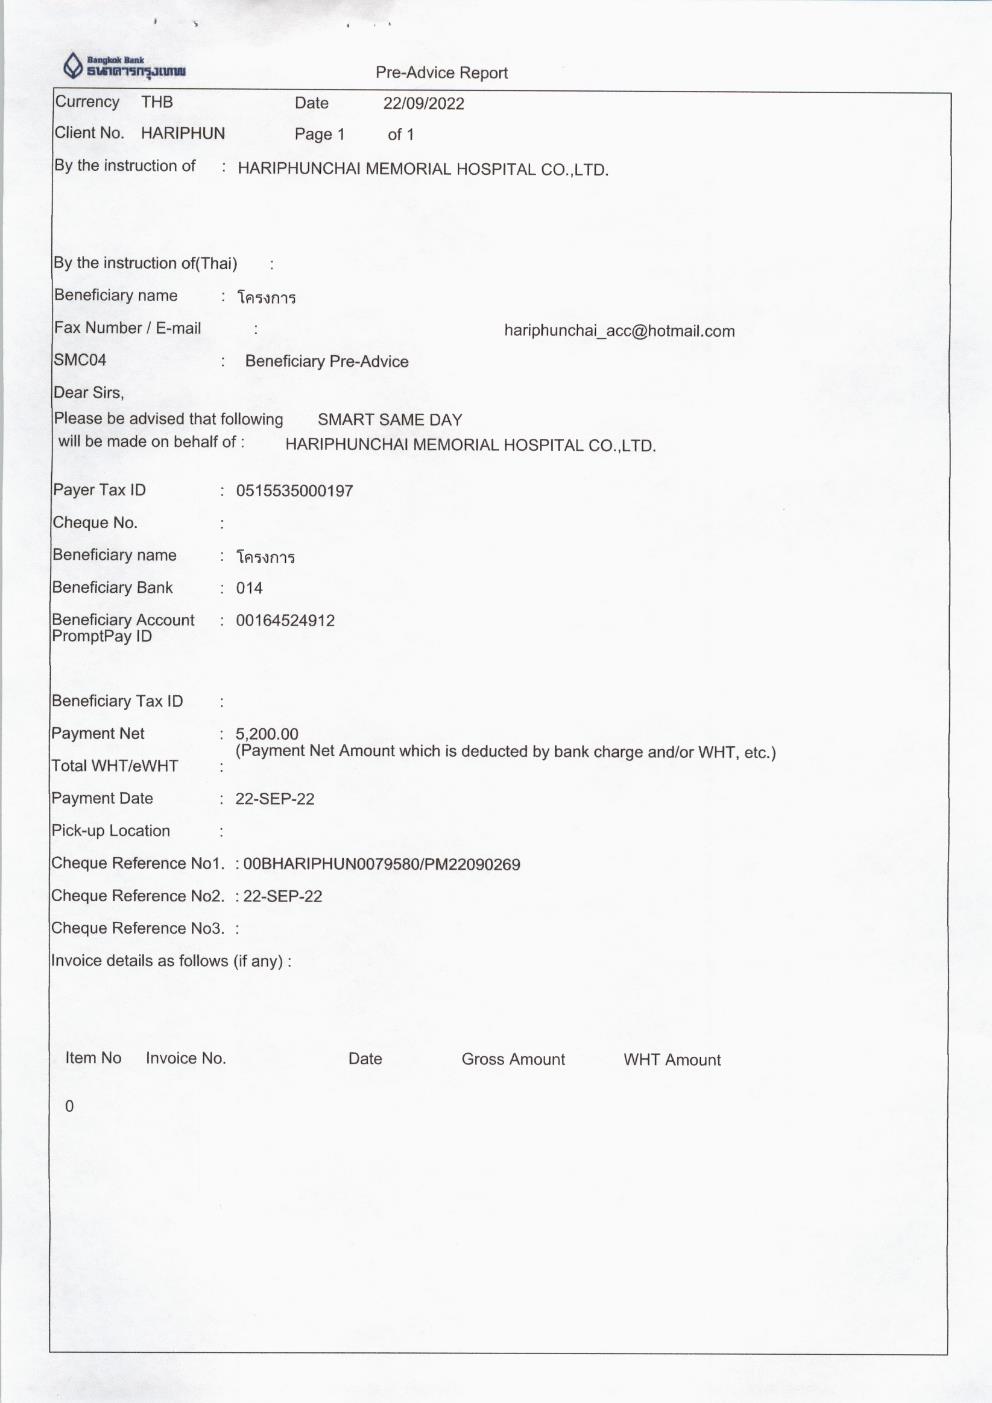 Bangkok Bank
ธนาคารกรุงเทพ
Pre-Advice Report
Currency THB Date 22/09/2022
Client No. HARIPHUN Page 1 of 1
By the instruction of : HARIPHUNCHAI MEMORIAL HOSPITAL CO.,LTD.
By the instruction of(Thai) :
Beneficiary name : โครงการ
Fax Number / E-mail : hariphunchai_acc@hotmail.com
SMC04 : Beneficiary Pre-Advice
Dear Sirs,
Please be advised that following SMART SAME DAY
will be made on behalf of : HARIPHUNCHAI MEMORIAL HOSPITAL CO.,LTD.
Payer Tax ID : 0515535000197
Cheque No. :
Beneficiary name : โครงการ
Beneficiary Bank : 014
Beneficiary Account : 00164524912
PromptPay ID
Beneficiary Tax ID :
Payment Net : 5,200.00
(Payment Net Amount which is deducted by bank charge and/or WHT, etc.)
Total WHT/eWHT :
Payment Date : 22-SEP-22
Pick-up Location :
Cheque Reference No1. : 00BHARIPHUN0079580/PM22090269
Cheque Reference No2. : 22-SEP-22
Cheque Reference No3. :
Invoice details as follows (if any) :
Item No Invoice No. Date Gross Amount WHT Amount
0